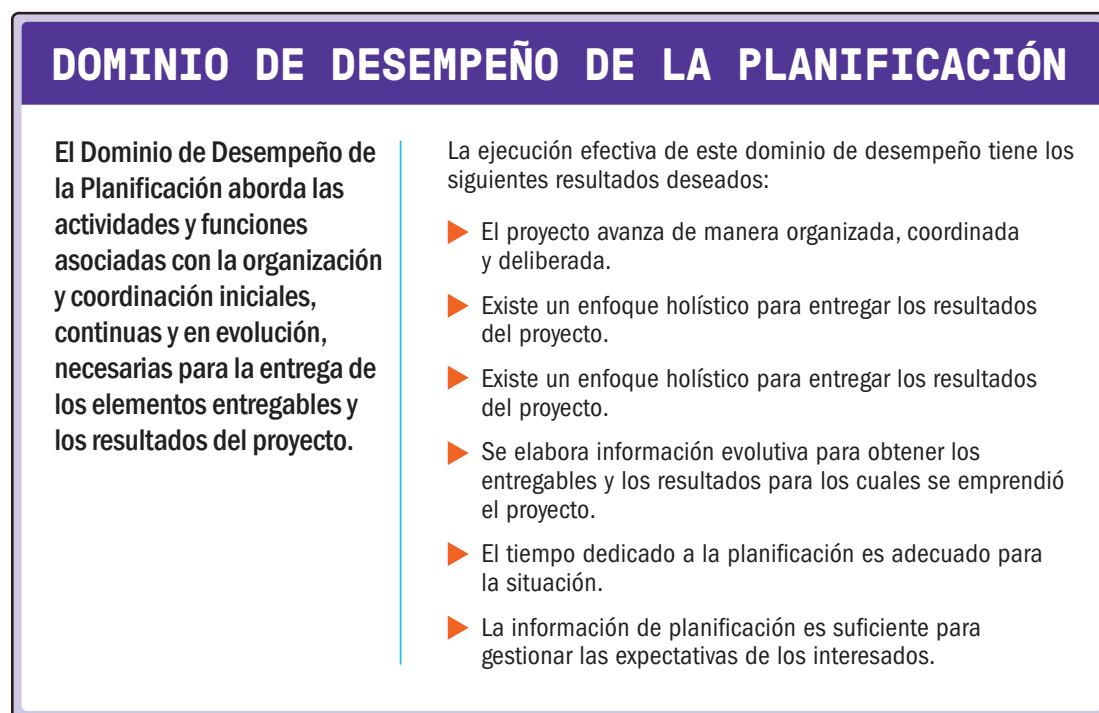 DOMINIO DE DESEMPEÑO DE LA PLANIFICACIÓN
El Dominio de Desempeño de
la Planificación aborda las
actividades y funciones
asociadas con la organización
y coordinación iniciales,
continuas y en evolución,
necesarias para la entrega de
los elementos entregables y
los resultados del proyecto.
La ejecución efectiva de este dominio de desempeño tiene los
siguientes resultados deseados:
El proyecto avanza de manera organizada, coordinada
y deliberada.
Existe un enfoque holístico para entregar los resultados
del proyecto.
Existe un enfoque holístico para entregar los resultados
del proyecto.
Se elabora información evolutiva para obtener los
entregables y los resultados para los cuales se emprendió
el proyecto.
El tiempo dedicado a la planificación es adecuado para
la situación.
La información de planificación es suficiente para
gestionar las expectativas de los interesados.